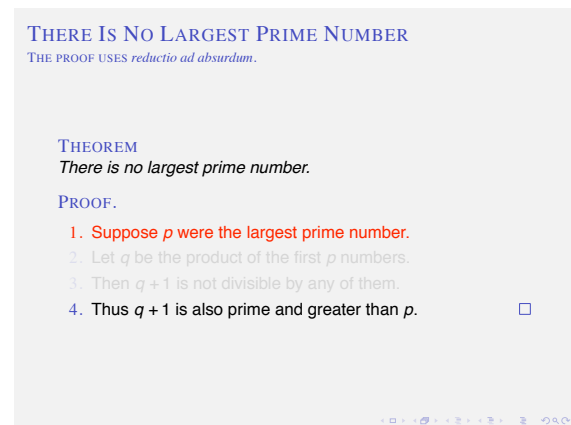 THERE IS NO LARGEST PRIME NUMBER
THE PROOF USES reductio ad absurdum.
THEOREM
There is no largest prime number.
PROOF.
1. Suppose p were the largest prime number.
2. Let q be the product of the first p numbers.
3. Then q + 1 is not divisible by any of them.
4. Thus q + 1 is also prime and greater than p.